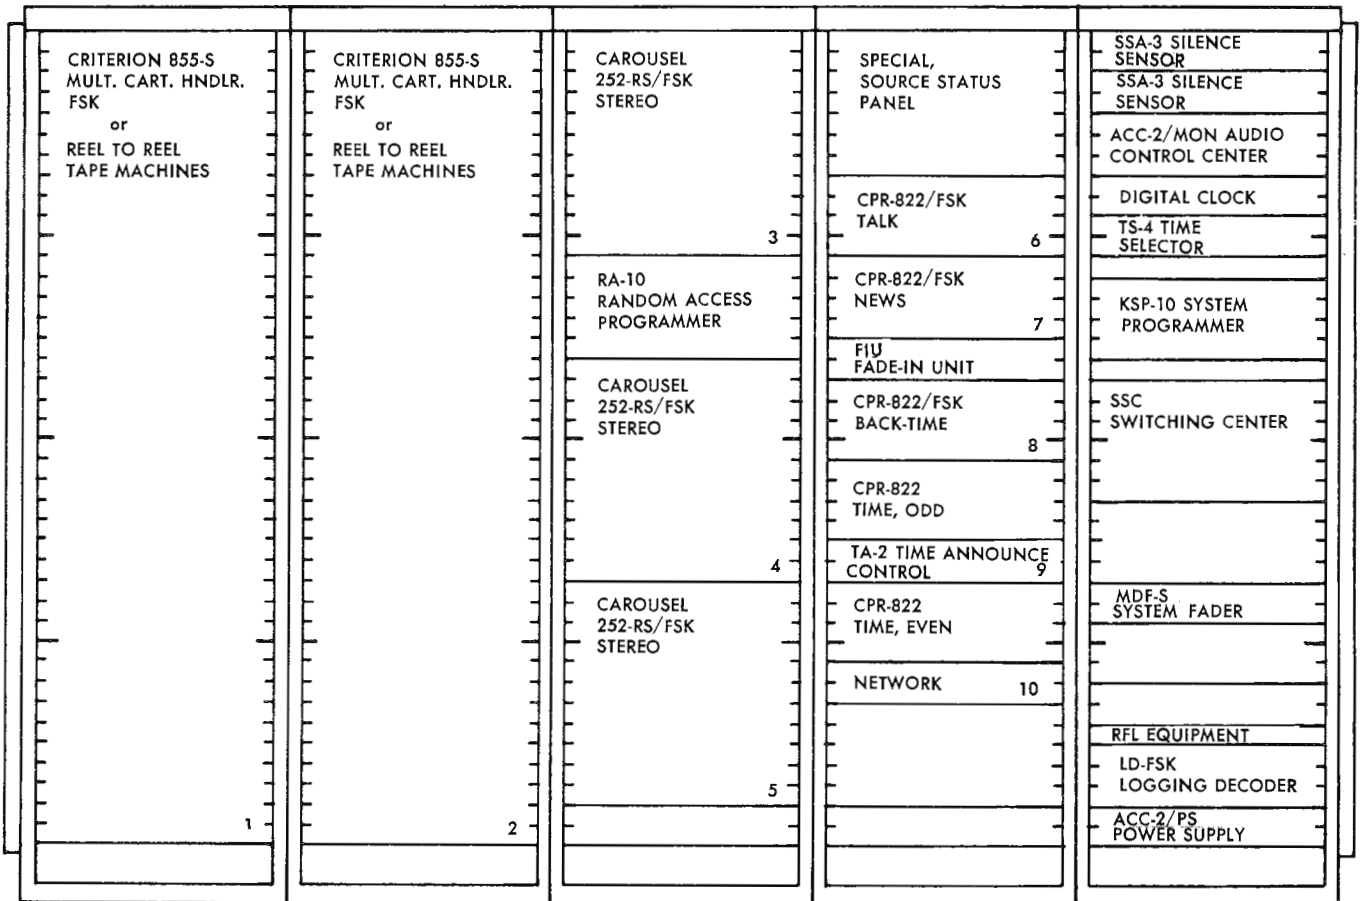 CRITERION 855-S
MULT. CART. HNDLR.
FSK
or
REEL TO REEL
TAPE MACHINES
1
CRITERION 855-S
MULT. CART. HNDLR.
FSK
or
REEL TO REEL
TAPE MACHINES
2
CAROUSEL
252-RS/FSK
STEREO
3
RA-10
RANDOM ACCESS
PROGRAMMER
CAROUSEL
252-RS/FSK
STEREO
4
CAROUSEL
252-RS/FSK
STEREO
5
SPECIAL,
SOURCE STATUS
PANEL
CPR-822/FSK
TALK
6
CPR-822/FSK
NEWS
7
FIU
FADE-IN UNIT
CPR-822/FSK
BACK-TIME
8
CPR-822
TIME, ODD
TA-2 TIME ANNOUNCE
CONTROL 9
CPR-822
TIME, EVEN
NETWORK 10
SSA-3 SILENCE
SENSOR
SSA-3 SILENCE
SENSOR
ACC-2/MON AUDIO
CONTROL CENTER
DIGITAL CLOCK
TS-4 TIME
SELECTOR
KSP-10 SYSTEM
PROGRAMMER
SSC
SWITCHING CENTER
MDF-S
SYSTEM FADER
RFL EQUIPMENT
LD-FSK
LOGGING DECODER
ACC-2/PS
POWER SUPPLY